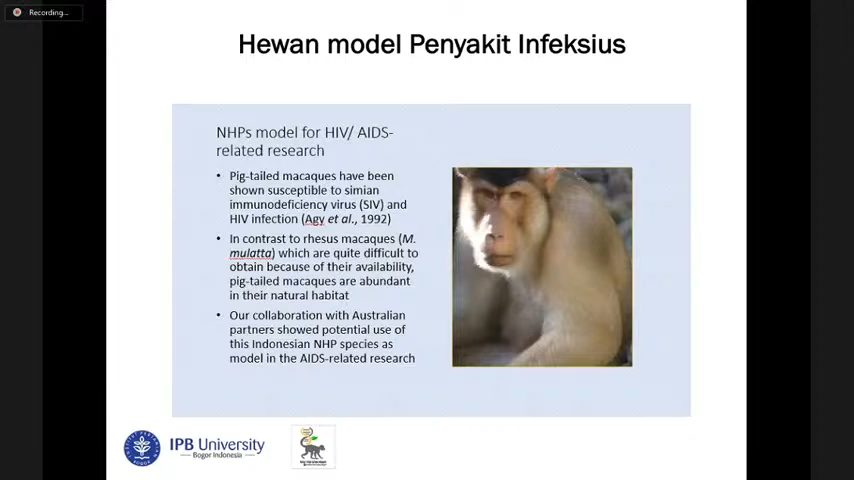 Recording...
Hewan model Penyakit Infeksius
NHPs model for HIV/ AIDS-
related research
• Pig-tailed macaques have been
shown susceptible to simian
immunodeficiency virus (SIV) and
HIV infection (Agy et al., 1992)
• In contrast to rhesus macaques (M.
mulatta) which are quite difficult to
obtain because of their availability,
pig-tailed macaques are abundant
in their natural habitat
• Our collaboration with Australian
partners showed potential use of
this Indonesian NHP species as
model in the AIDS-related research
IPB University
Bogor Indonesia